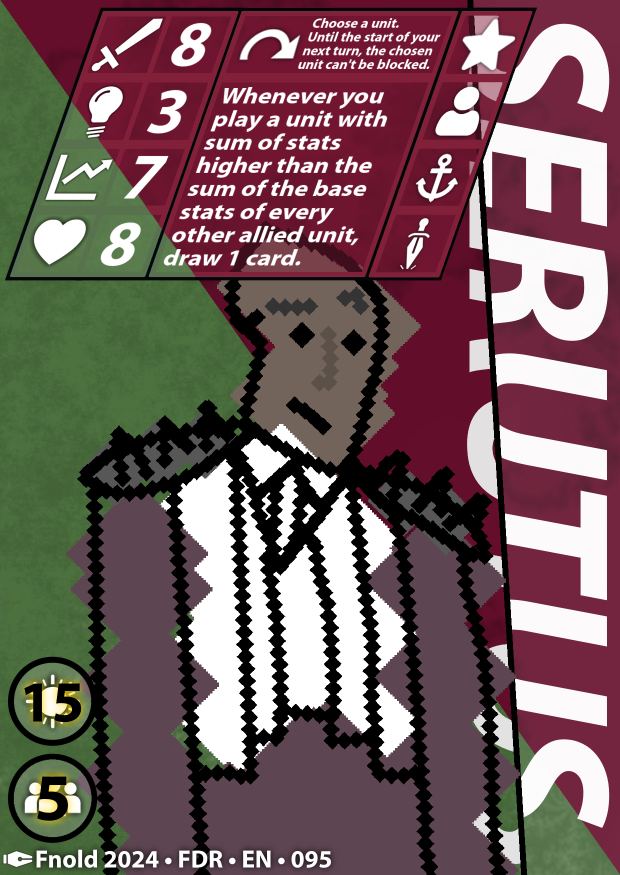 8
Choose a unit.
Until the start of your
next turn, the chosen
unit can't be blocked.
3
7
8
Whenever you
play a unit with
sum of stats
higher than the
sum of the base
stats of every
other allied unit,
draw 1 card.
SERUTIIS
15
5
Fnold 2024 • FDR • EN • 095